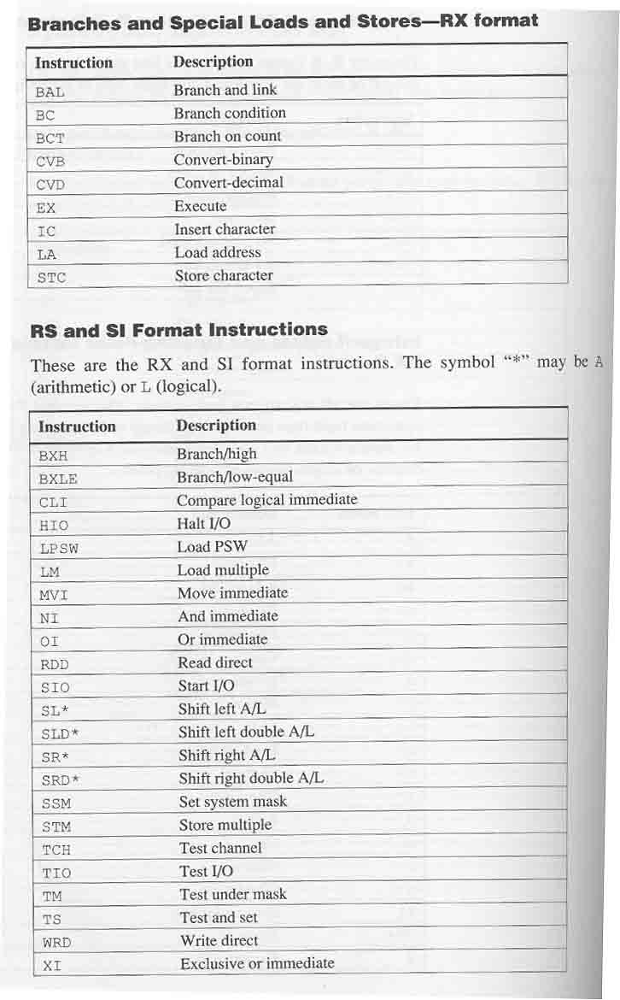 Branches and Special Loads and Stores—RX format
Instruction Description
BAL Branch and link
BC Branch condition
BCT Branch on count
CVB Convert-binary
CVD Convert-decimal
EX Execute
IC Insert character
LA Load address
STC Store character
RS and SI Format Instructions
These are the RX and SI format instructions. The symbol “*” may be A
(arithmetic) or L (logical).
Instruction Description
BXH Branch/high
BXLE Branch/low-equal
CLI Compare logical immediate
HIO Halt I/O
LPSW Load PSW
LM Load multiple
MVI Move immediate
NI And immediate
OI Or immediate
RDD Read direct
SIO Start I/O
SL* Shift left A/L
SLD* Shift left double A/L
SR* Shift right A/L
SRD* Shift right double A/L
SSM Set system mask
STM Store multiple
TCH Test channel
TIO Test I/O
TM Test under mask
TS Test and set
WRD Write direct
XI Exclusive or immediate